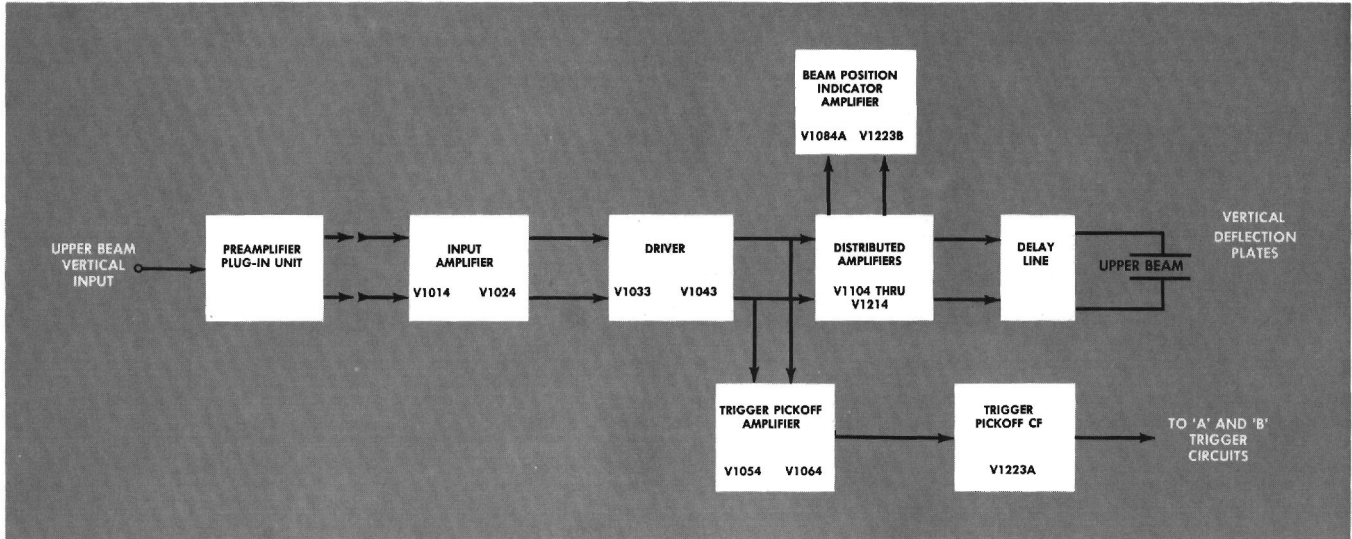 BEAM POSITION
INDICATOR
AMPLIFIER
V1084A V1223B
UPPER BEAM
VERTICAL
INPUT
PREAMPLIFIER
PLUG-IN UNIT
INPUT
AMPLIFIER
V1014 V1024
DRIVER
V1033 V1043
DISTRIBUTED
AMPLIFIERS
V1104 THRU
V1214
DELAY
LINE
UPPER BEAM
VERTICAL
DEFLECTION
PLATES
TRIGGER PICKOFF
AMPLIFIER
V1054 V1064
TRIGGER
PICKOFF CF
V1223A
TO 'A' AND 'B'
TRIGGER
CIRCUITS